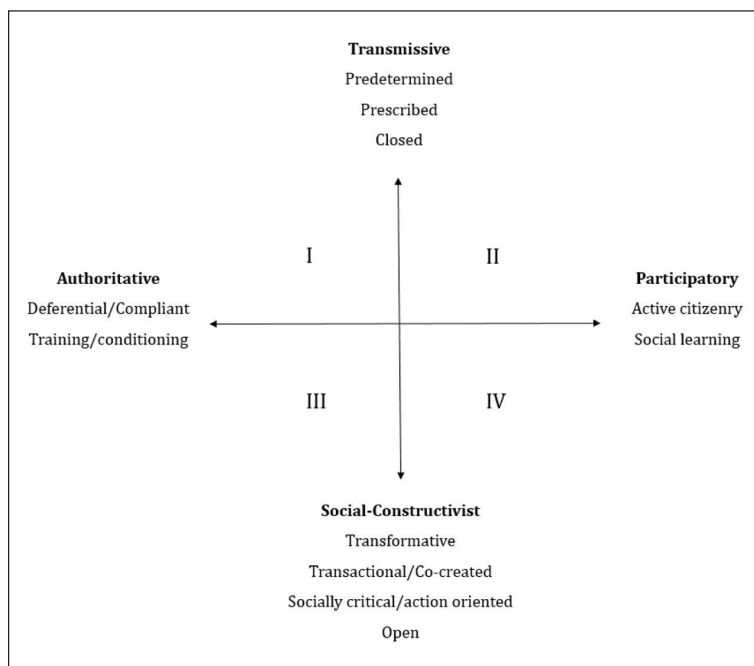 Transmissive
Predetermined
Prescribed
Closed
I
II
Authoritative
Deferential/Compliant
Training/conditioning
Participatory
Active citizenry
Social learning
III
IV
Social-Constructivist
Transformative
Transactional/Co-created
Socially critical/action oriented
Open